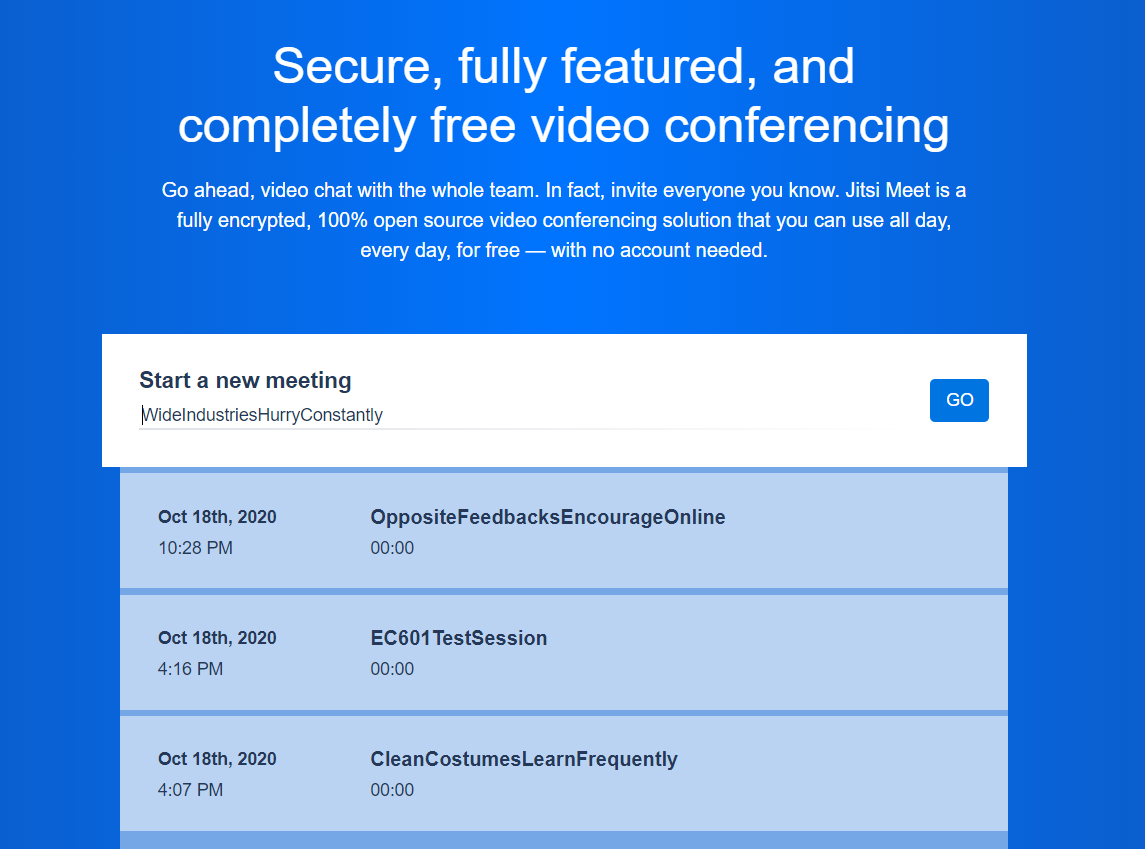 Secure, fully featured, and
completely free video conferencing
Go ahead, video chat with the whole team. In fact, invite everyone you know. Jitsi Meet is a
fully encrypted, 100% open source video conferencing solution that you can use all day,
every day, for free — with no account needed.
Start a new meeting
WideIndustriesHurryConstantly
GO
Oct 18th, 2020
OppositeFeedbacksEncourageOnline
10:28 PM
00:00
Oct 18th, 2020
EC601TestSession
4:16 PM
00:00
Oct 18th, 2020
CleanCostumesLearnFrequently
4:07 PM
00:00